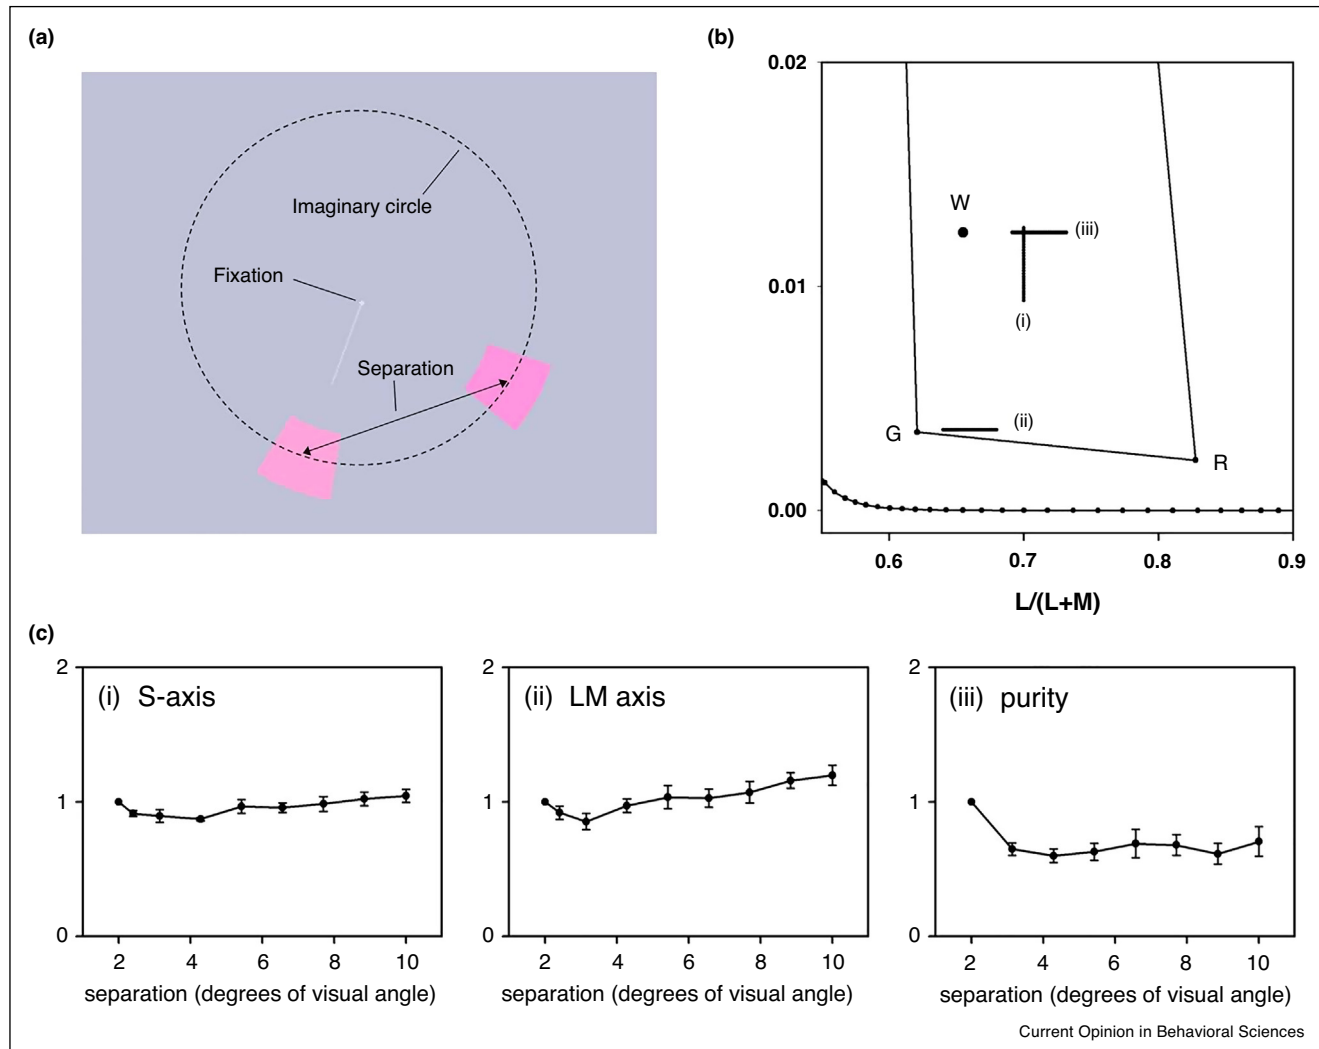 (a)
Imaginary circle
Fixation
Separation
(b)
0.02
W
(iii)
0.01
(i)
(ii)
G
R
0.00
0.6 0.7 0.8 0.9
L/(L+M)
(c)
2
(i) S-axis
1
0
2 4 6 8 10
separation (degrees of visual angle)
2
(ii) LM axis
1
0
2 4 6 8 10
separation (degrees of visual angle)
2
(iii) purity
1
0
2 4 6 8 10
separation (degrees of visual angle)
Current Opinion in Behavioral Sciences